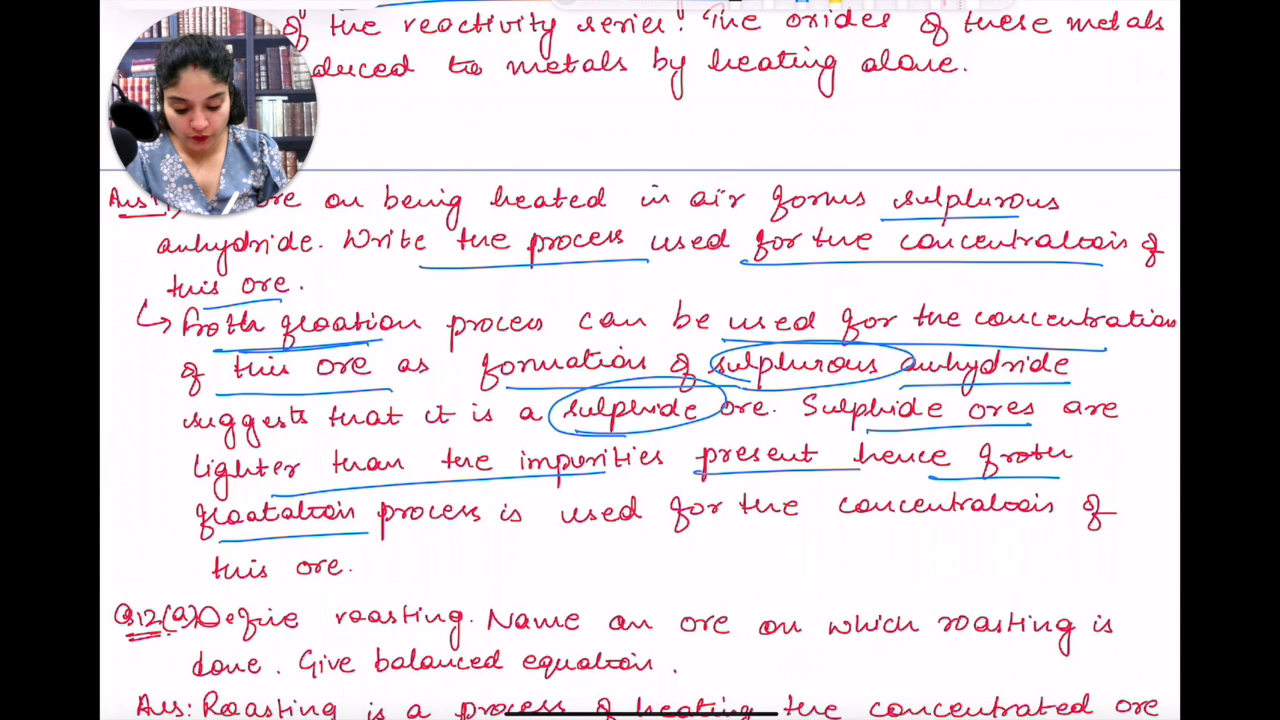 of the reactivity series! The oxides of these metals
duced to metals by heating alone.
Ans11) ore on being heated in air forms sulphurous
anhydride. Write the process used for the concentration of
this ore.
↳ Froth floation process can be used for the concentration
of this ore as formation of sulphurous anhydride
suggests that it is a sulphide ore. Sulphide ores are
lighter than the impurities present hence froth
floatation process is used for the concentration of
this ore.
Q12(a) Define roasting. Name an ore on which roasting is
done. Give balanced equation.
Ans: Roasting is a process of heating the concentrated ore